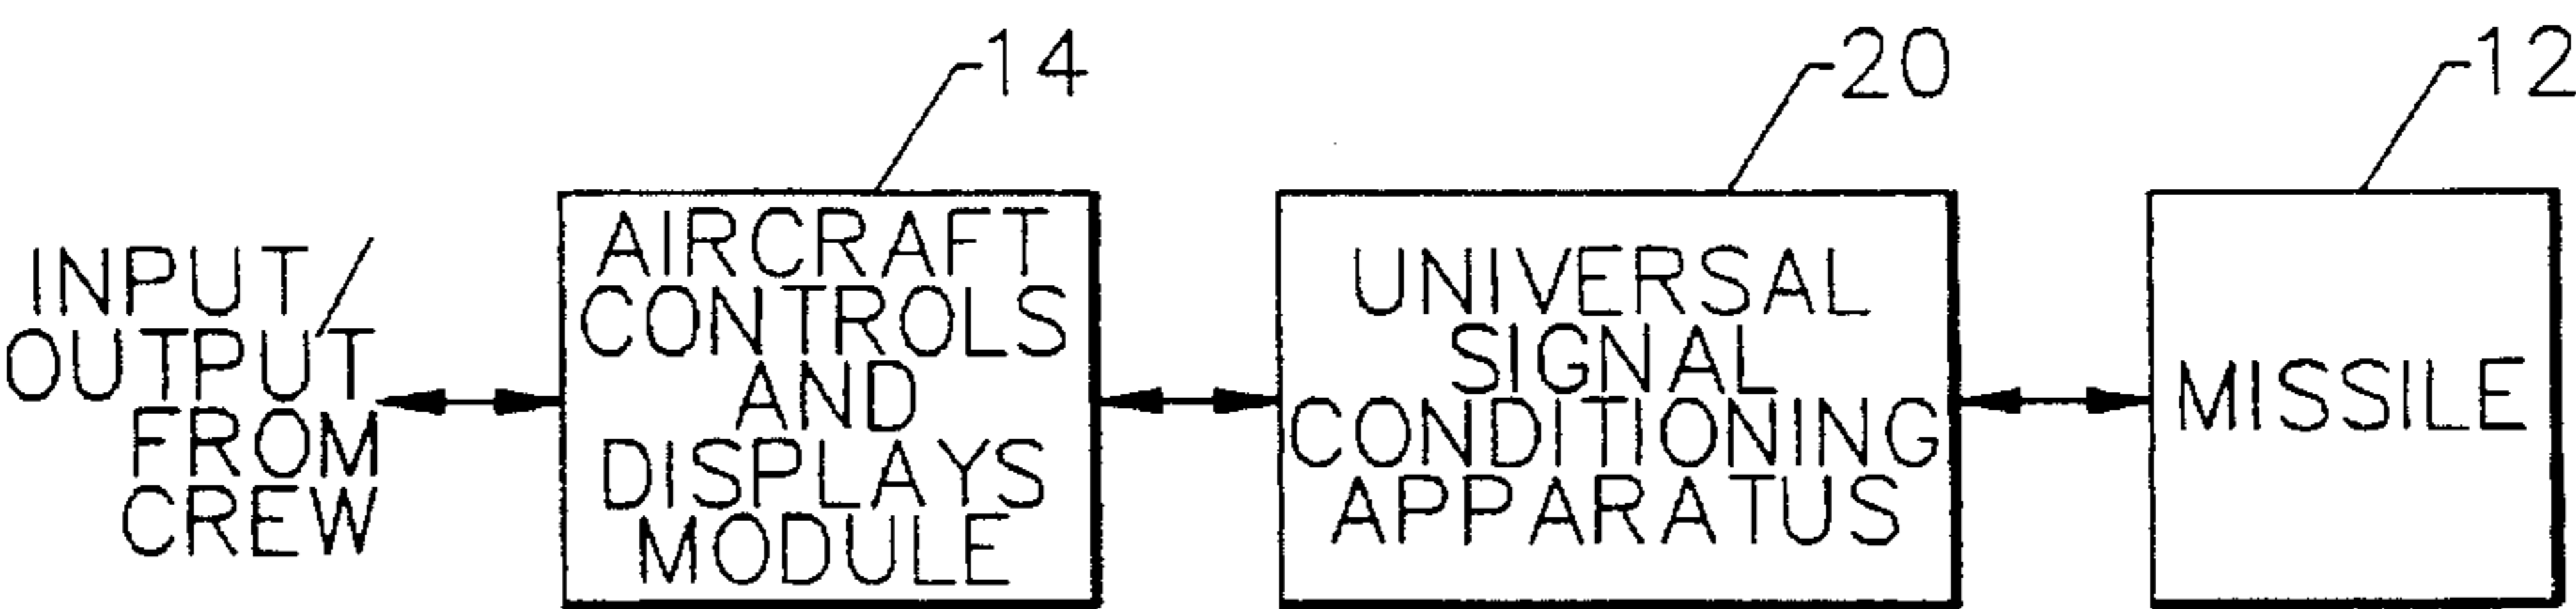 14
20
12
INPUT/
OUTPUT
FROM
CREW
AIRCRAFT
CONTROLS
AND
DISPLAYS
MODULE
UNIVERSAL
SIGNAL
CONDITIONING
APPARATUS
MISSILE